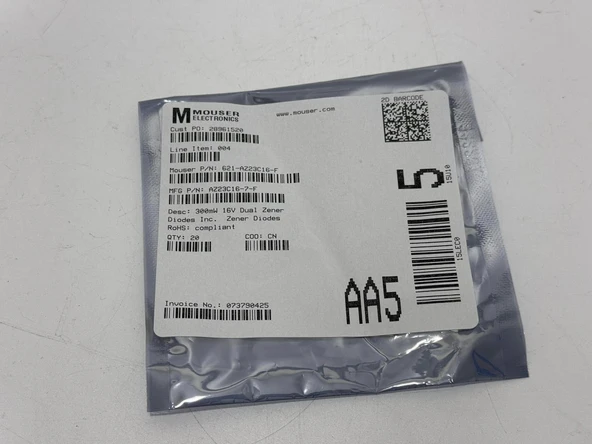 M MOUSER
ELECTRONICS
www.mouser.com
2D BARCODE
Cust PO: 28961520
Line Item: 004
Mouser P/N: 621-AZ23C16-F
MFG P/N: AZ23C16-7-F
Desc: 300mW 16V Dual Zener
Diodes Inc. Zener Diodes
RoHS: compliant
QTY: 20 COO: CN
Invoice No.: 073790425
AA5
5
1SLEC0